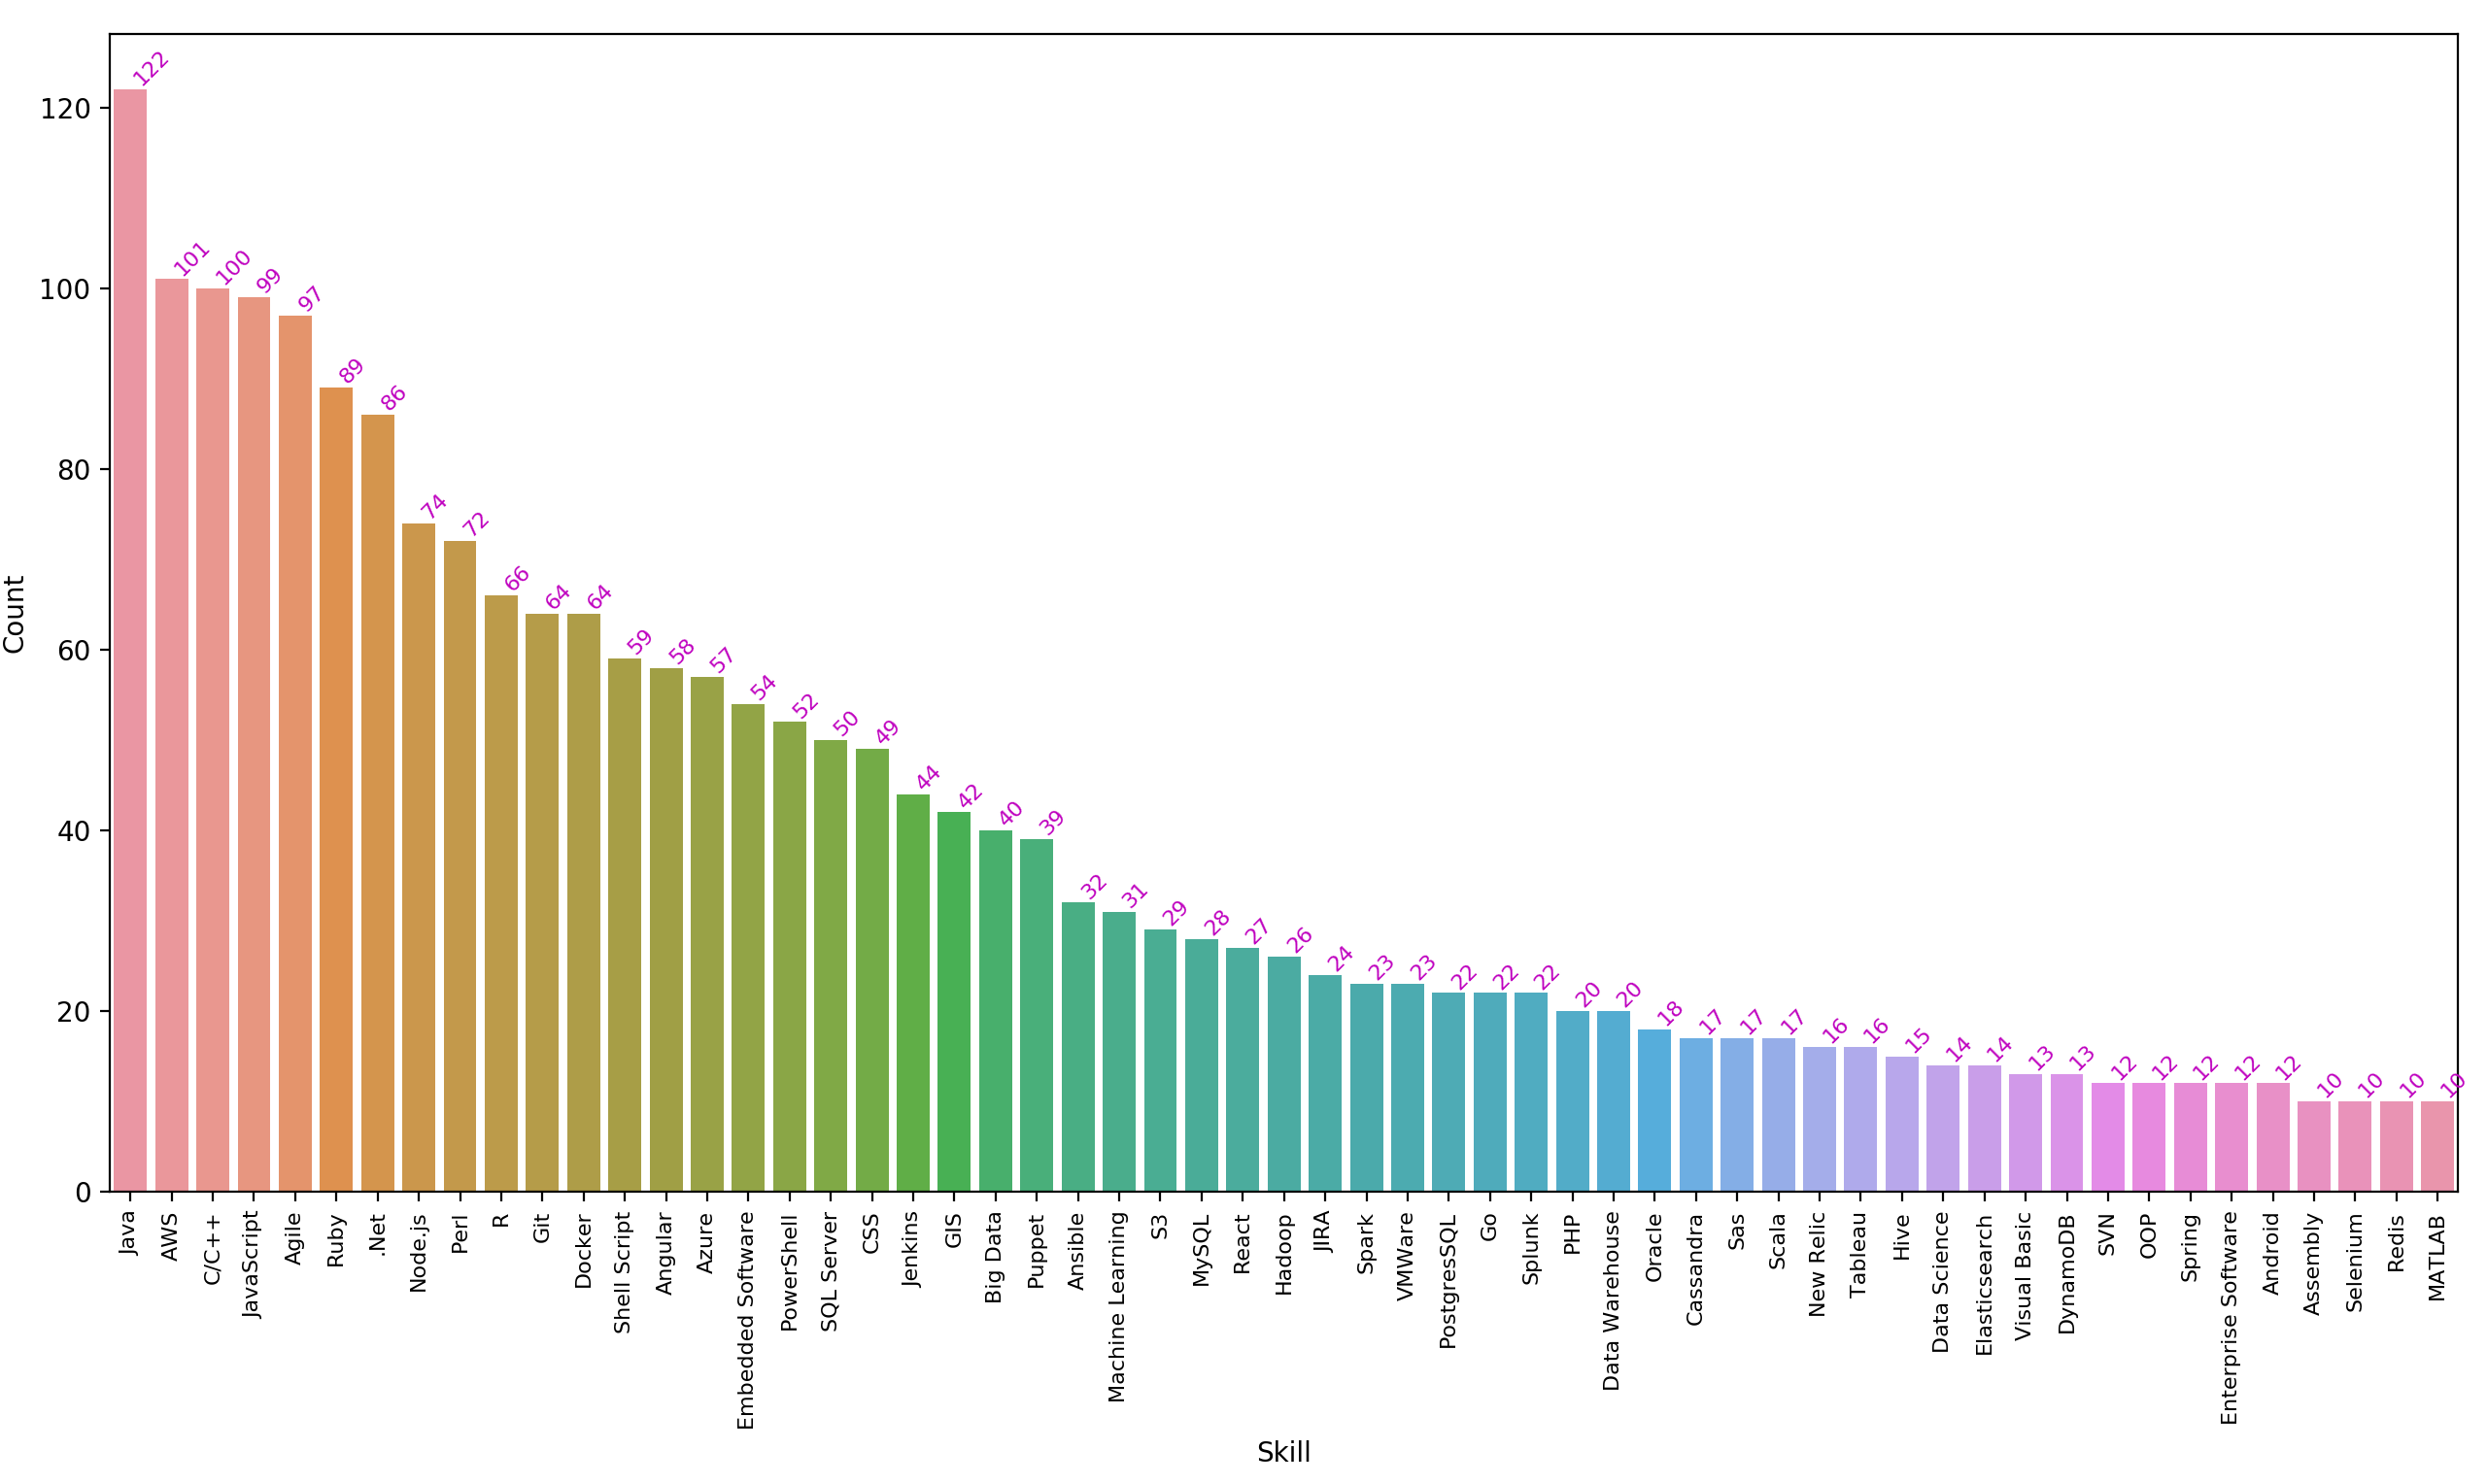 Count
120
100
80
60
40
20
0
122
101
100
99
97
89
86
74
72
66
64
64
59
58
57
54
52
50
49
44
42
40
39
32
31
29
28
27
26
24
23
23
22
22
22
20
20
18
17
17
17
16
16
15
14
14
13
13
12
12
12
12
12
10
10
10
10
Java
AWS
C/C++
JavaScript
Agile
Ruby
.Net
Node.js
Perl
R
Git
Docker
Shell Script
Angular
Azure
Embedded Software
PowerShell
SQL Server
CSS
Jenkins
GIS
Big Data
Puppet
Ansible
Machine Learning
S3
MySQL
React
Hadoop
JIRA
Spark
VMWare
PostgresSQL
Go
Splunk
PHP
Data Warehouse
Oracle
Cassandra
Sas
Scala
New Relic
Tableau
Hive
Data Science
Elasticsearch
Visual Basic
DynamoDB
SVN
OOP
Spring
Enterprise Software
Android
Assembly
Selenium
Redis
MATLAB
Skill